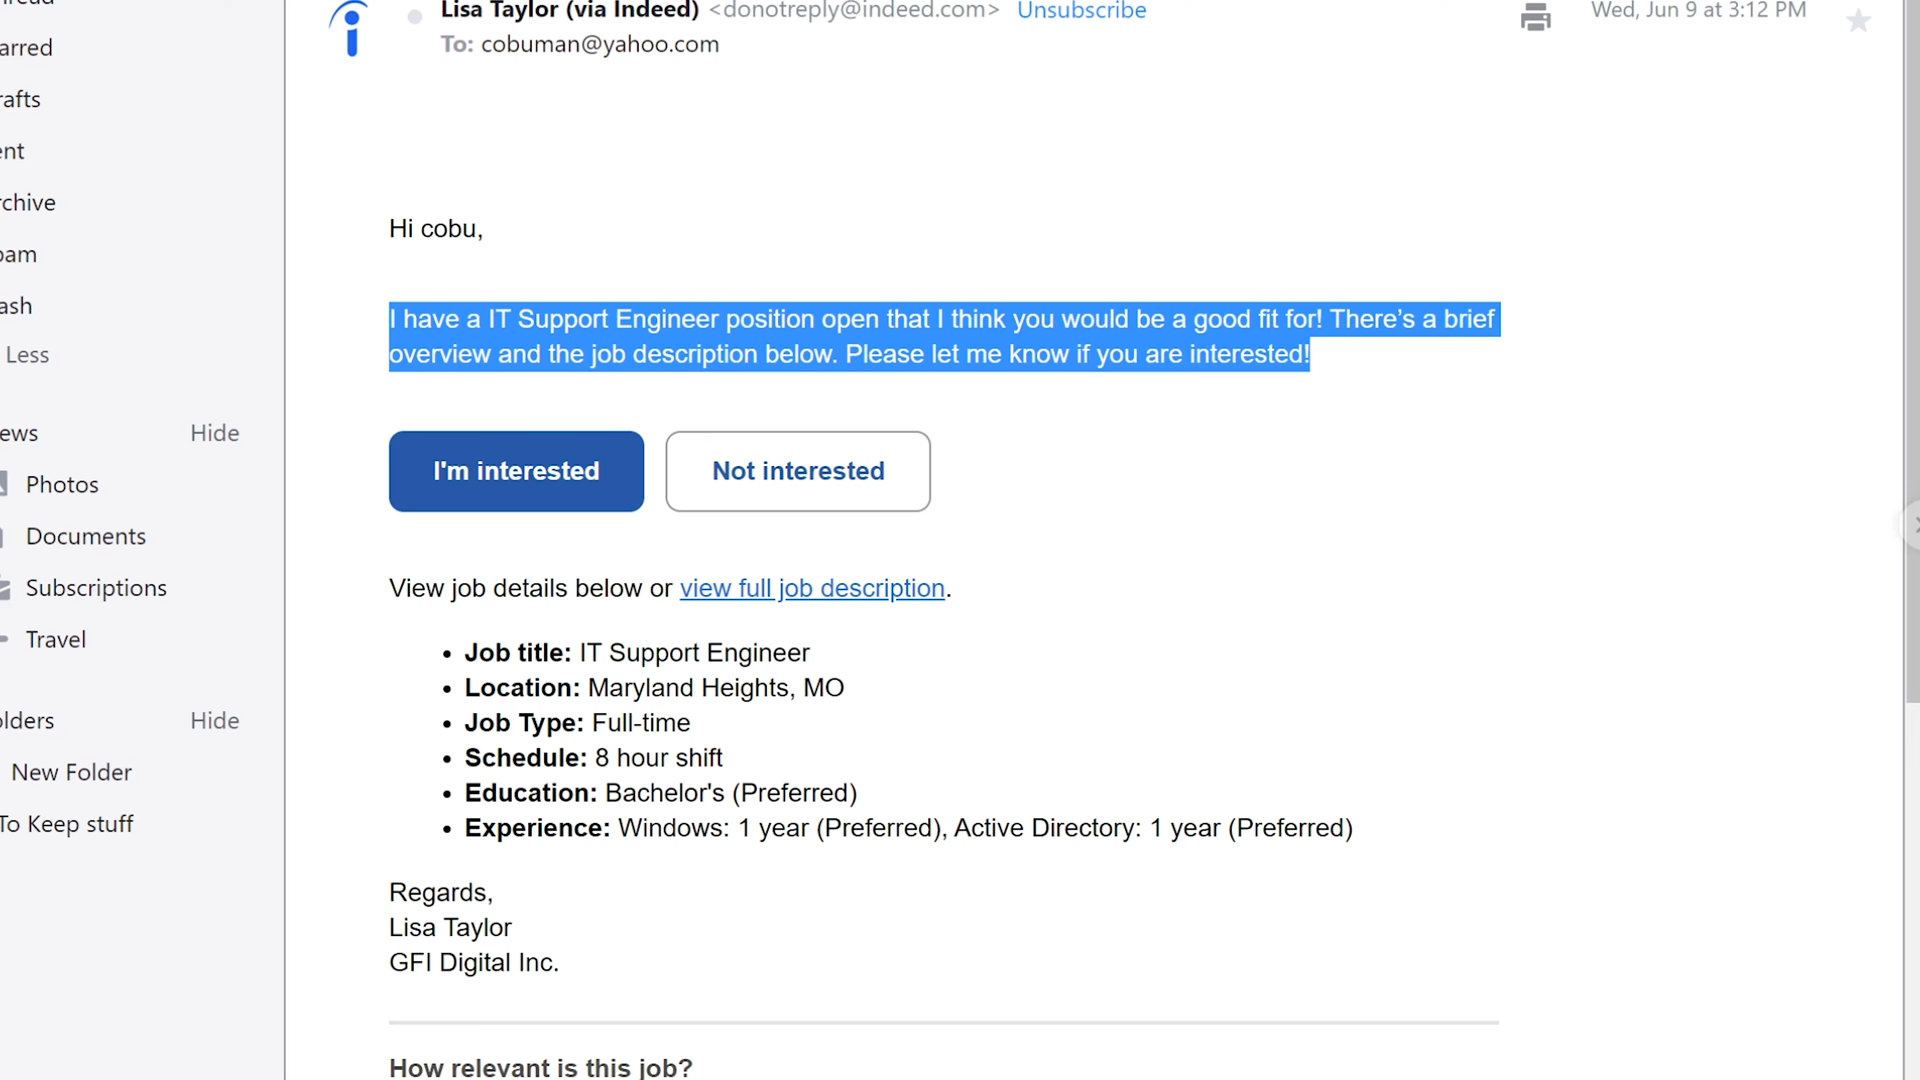 Lisa Taylor (via Indeed) <donotreply@indeed.com> Unsubscribe
Wed, Jun 9 at 3:12 PM
To: cobuman@yahoo.com
nread
arred
rafts
ent
rchive
pam
ash
Less
ews Hide
Photos
Documents
Subscriptions
Travel
olders Hide
New Folder
To Keep stuff
Hi cobu,
I have a IT Support Engineer position open that I think you would be a good fit for! There’s a brief
overview and the job description below. Please let me know if you are interested!
I'm interested
Not interested
View job details below or view full job description.
• Job title: IT Support Engineer
• Location: Maryland Heights, MO
• Job Type: Full-time
• Schedule: 8 hour shift
• Education: Bachelor's (Preferred)
• Experience: Windows: 1 year (Preferred), Active Directory: 1 year (Preferred)
Regards,
Lisa Taylor
GFI Digital Inc.
How relevant is this job?